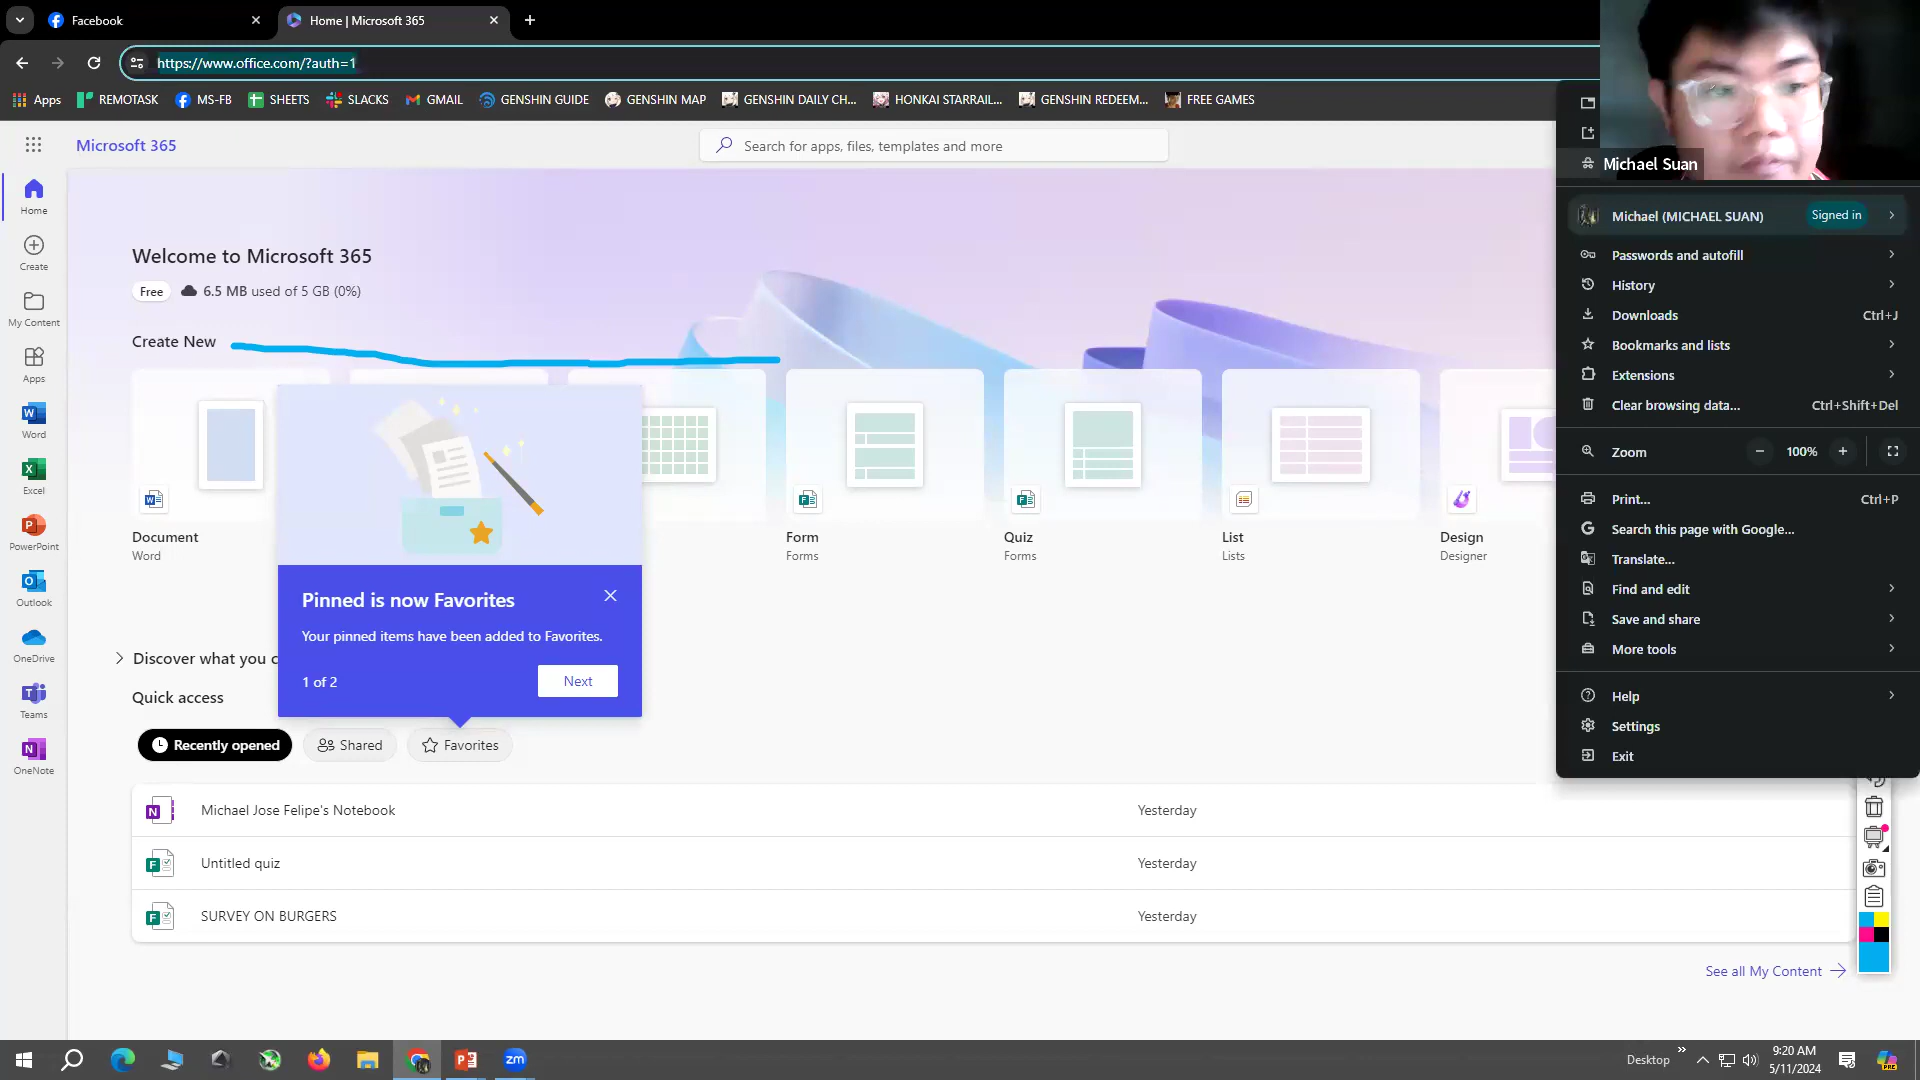 Facebook
Home | Microsoft 365
https://www.office.com/?auth=1
Apps
REMOTASK
MS-FB
SHEETS
SLACKS
GMAIL
GENSHIN GUIDE
GENSHIN MAP
GENSHIN DAILY CH...
HONKAI STARRAIL...
GENSHIN REDEEM...
FREE GAMES
Microsoft 365
Search for apps, files, templates and more
Michael Suan
Home
Create
My Content
Apps
Word
Excel
PowerPoint
Outlook
OneDrive
Teams
OneNote
Welcome to Microsoft 365
Free
6.5 MB used of 5 GB (0%)
Create New
Document
Word
Form
Forms
Quiz
Forms
List
Lists
Design
Designer
Pinned is now Favorites
Your pinned items have been added to Favorites.
1 of 2
Next
Discover what you c
Quick access
Recently opened
Shared
Favorites
Michael Jose Felipe's Notebook
Yesterday
Untitled quiz
Yesterday
SURVEY ON BURGERS
Yesterday
See all My Content
Michael (MICHAEL SUAN)
Signed in
Passwords and autofill
History
Downloads
Ctrl+J
Bookmarks and lists
Extensions
Clear browsing data...
Ctrl+Shift+Del
Zoom
100%
Print...
Ctrl+P
Search this page with Google...
Translate...
Find and edit
Save and share
More tools
Help
Settings
Exit
zm
Desktop
9:20 AM
5/11/2024